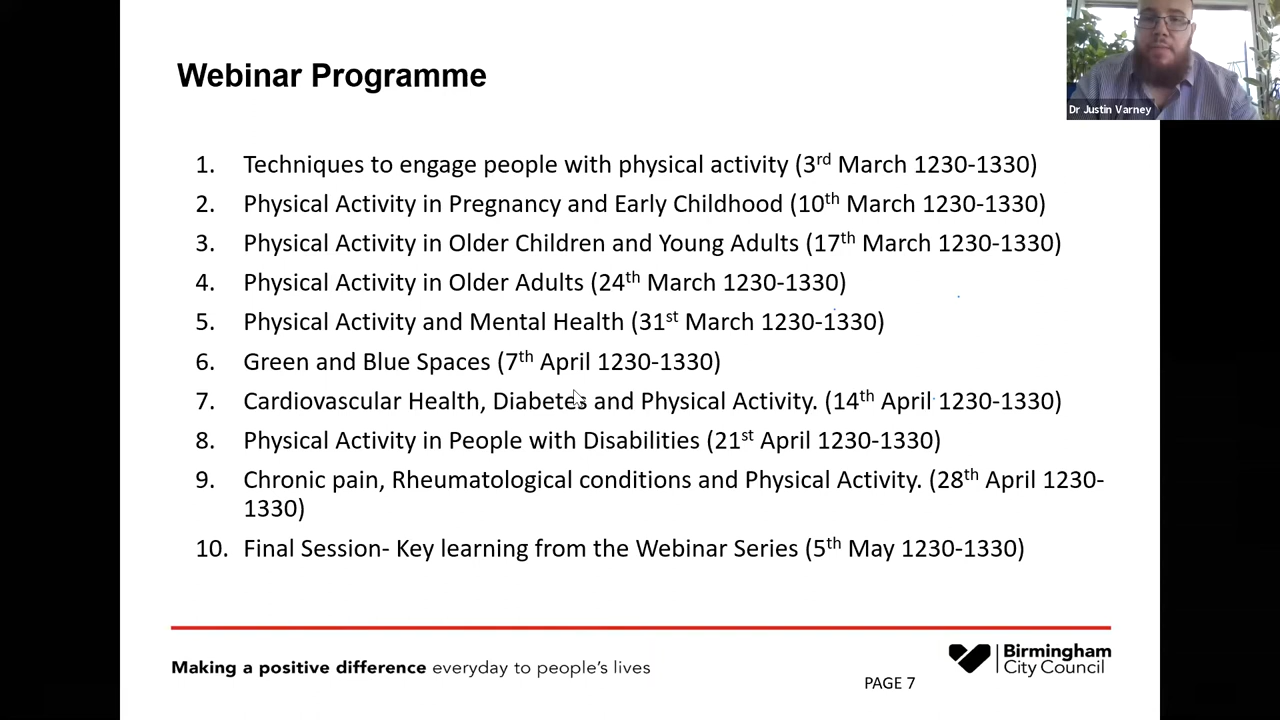 Webinar Programme
Dr Justin Varney
1. Techniques to engage people with physical activity (3rd March 1230-1330)
2. Physical Activity in Pregnancy and Early Childhood (10th March 1230-1330)
3. Physical Activity in Older Children and Young Adults (17th March 1230-1330)
4. Physical Activity in Older Adults (24th March 1230-1330)
5. Physical Activity and Mental Health (31st March 1230-1330)
6. Green and Blue Spaces (7th April 1230-1330)
7. Cardiovascular Health, Diabetes and Physical Activity. (14th April 1230-1330)
8. Physical Activity in People with Disabilities (21st April 1230-1330)
9. Chronic pain, Rheumatological conditions and Physical Activity. (28th April 1230-
1330)
10. Final Session- Key learning from the Webinar Series (5th May 1230-1330)
Making a positive difference everyday to people's lives
Birmingham
City Council
PAGE 7